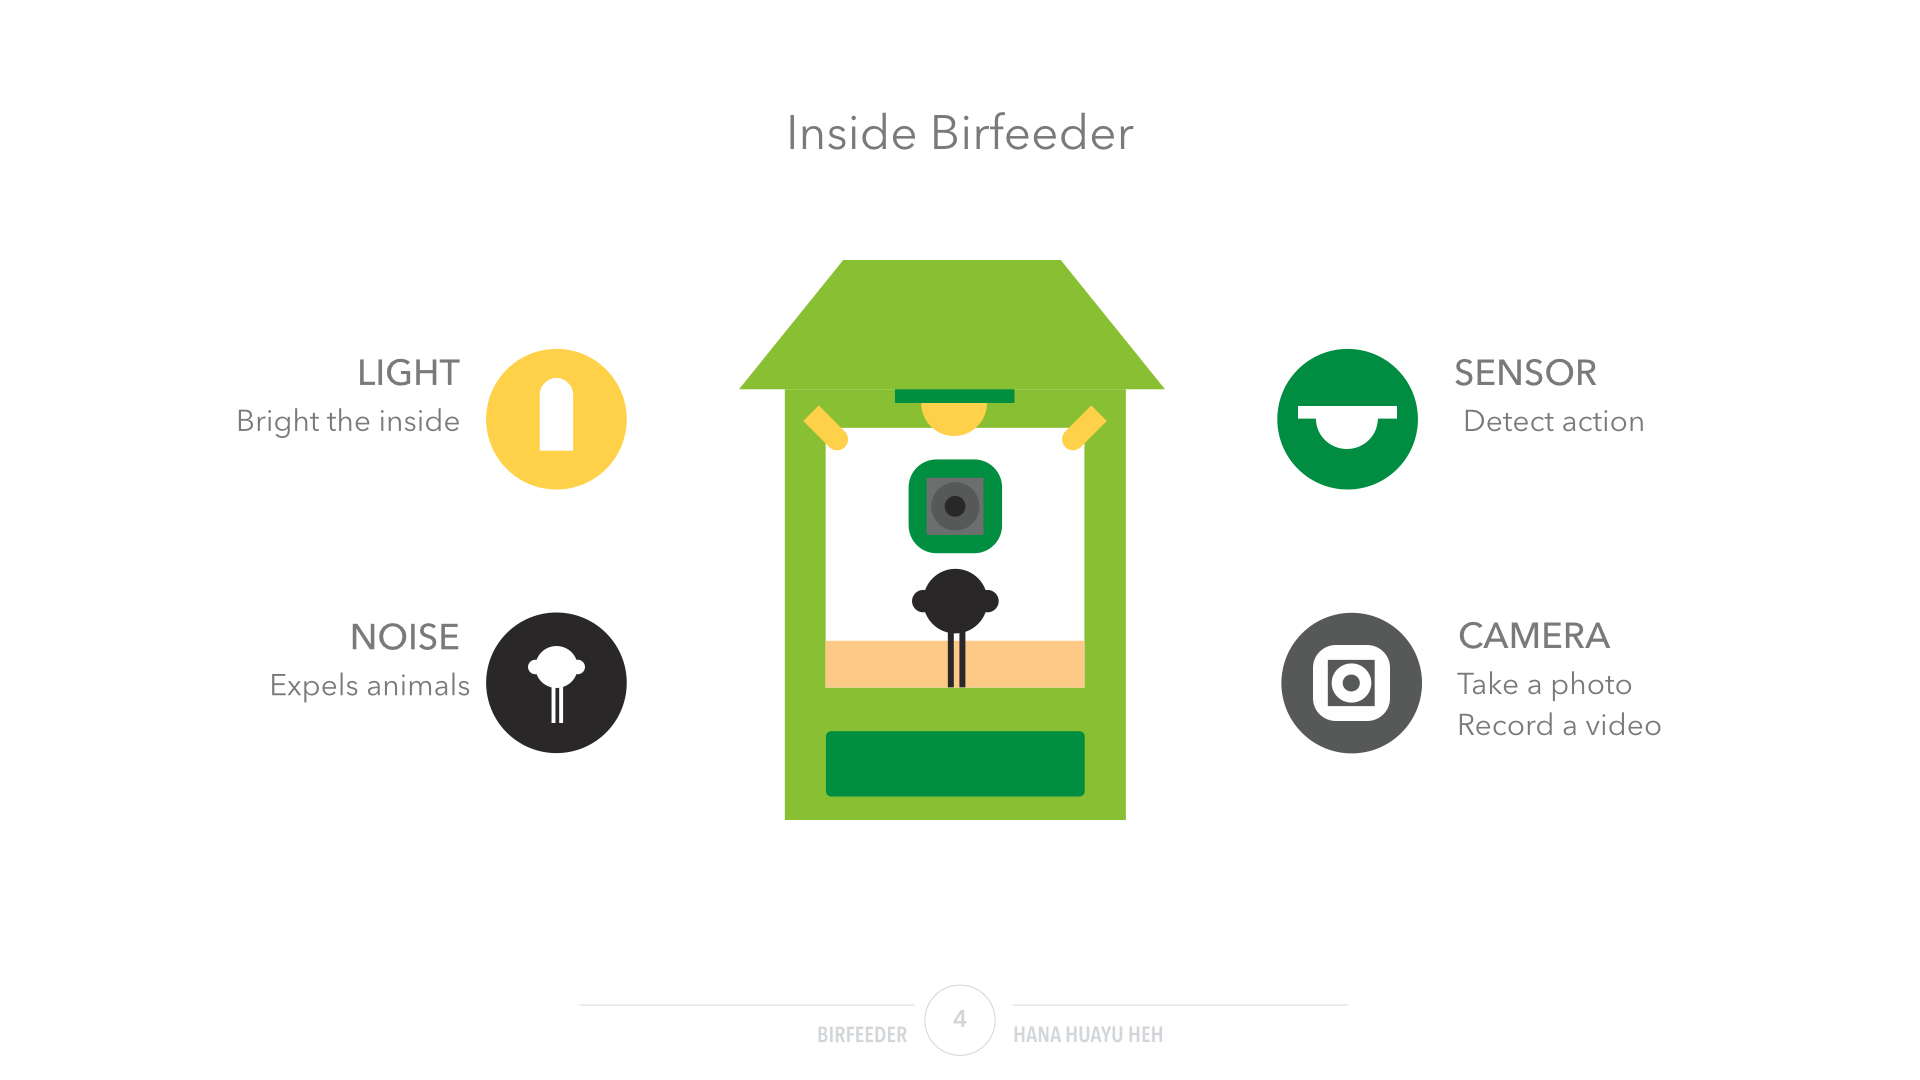 Inside Birfeeder
LIGHT
Bright the inside
NOISE
Expels animals
SENSOR
Detect action
CAMERA
Take a photo
Record a video
BIRFEEDER
4
HANA HUAYU HEH